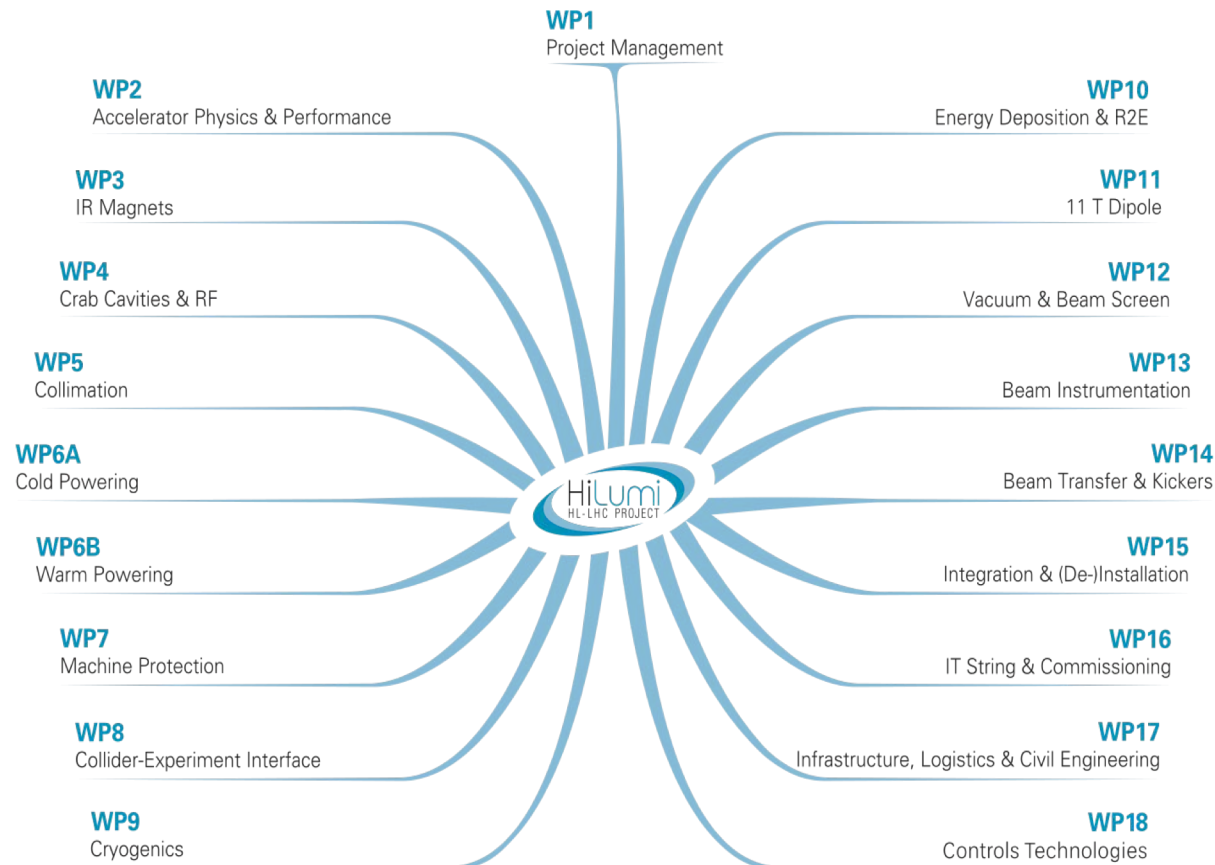 WP1
Project Management
WP2
Accelerator Physics & Performance
WP3
IR Magnets
WP4
Crab Cavities & RF
WP5
Collimation
WP6A
Cold Powering
WP6B
Warm Powering
WP7
Machine Protection
WP8
Collider-Experiment Interface
WP9
Cryogenics
HiLumi
HL-LHC PROJECT
WP10
Energy Deposition & R2E
WP11
11 T Dipole
WP12
Vacuum & Beam Screen
WP13
Beam Instrumentation
WP14
Beam Transfer & Kickers
WP15
Integration & (De-)Installation
WP16
IT String & Commissioning
WP17
Infrastructure, Logistics & Civil Engineering
WP18
Controls Technologies